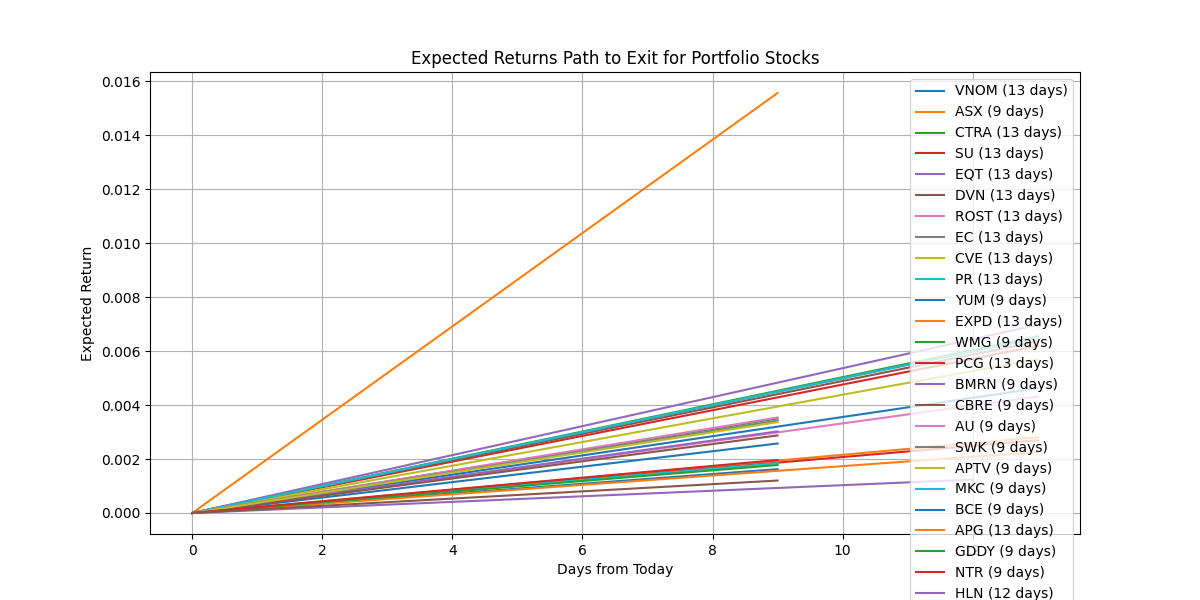 Expected Returns Path to Exit for Portfolio Stocks
Expected Return
0.016
0.014
0.012
0.010
0.008
0.006
0.004
0.002
0.000
0
2
4
6
8
10
Days from Today
VNOM (13 days)
ASX (9 days)
CTRA (13 days)
SU (13 days)
EQT (13 days)
DVN (13 days)
ROST (13 days)
EC (13 days)
CVE (13 days)
PR (13 days)
YUM (9 days)
EXPD (13 days)
WMG (9 days)
PCG (13 days)
BMRN (9 days)
CBRE (9 days)
AU (9 days)
SWK (9 days)
APTV (9 days)
MKC (9 days)
BCE (9 days)
APG (13 days)
GDDY (9 days)
NTR (9 days)
HLN (12 days)